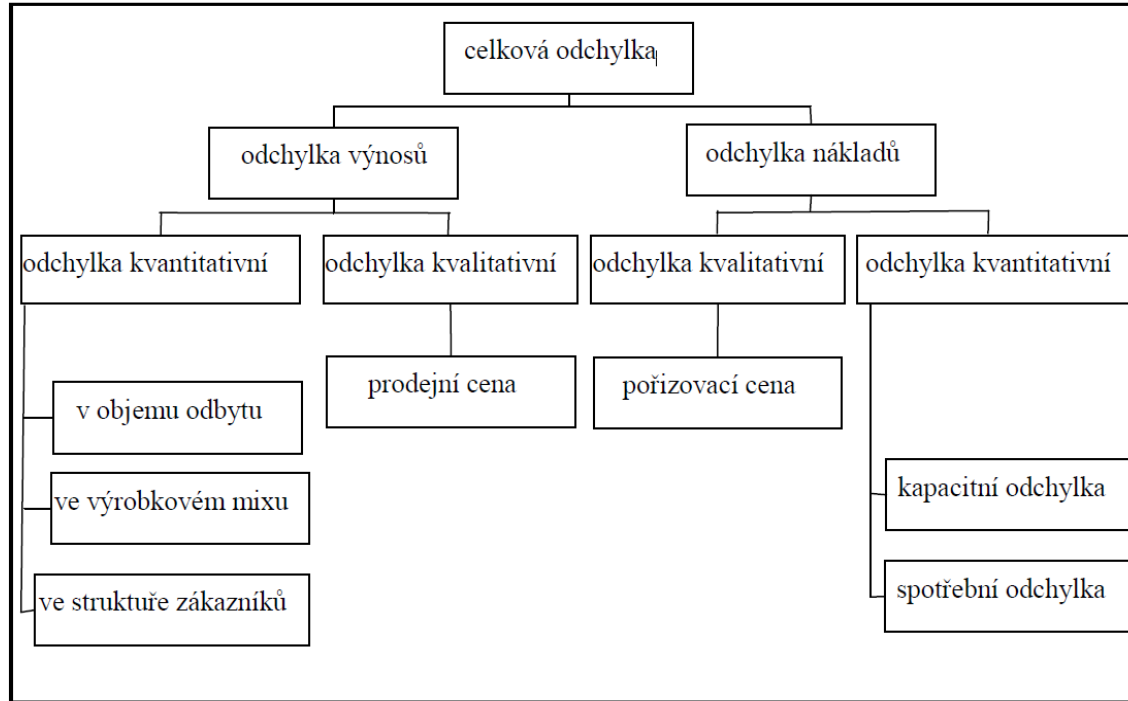 celková odchylka
odchylka výnosů
odchylka nákladů
odchylka kvantitativní
odchylka kvalitativní
odchylka kvalitativní
odchylka kvantitativní
prodejní cena
pořizovací cena
v objemu odbytu
ve výrobkovém mixu
ve struktuře zákazníků
kapacitní odchylka
spotřební odchylka